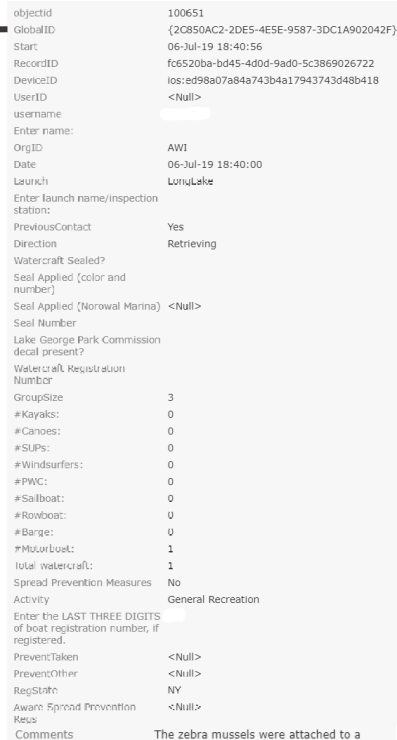 objectid 100651
GlobalID {2C850AC2-2DE5-4E5E-9587-3DC1A902042F}
Start 06-Jul-19 18:40:56
RecordID fc6520ba-bd45-4d0d-9ad0-5c3869026722
DeviceID ios:ed98a07a84a743b4a17943743d48b418
UserID <Null>
username
Enter name:
OrgID AWI
Date 06-Jul-19 18:40:00
Launch LongLake
Enter launch name/inspection
station:
PreviousContact Yes
Direction Retrieving
Watercraft Sealed?
Seal Applied (color and
number)
Seal Applied (Norowal Marina) <Null>
Seal Number
Lake George Park Commission
decal present?
Watercraft Registration
Number
GroupSize 3
#Kayaks: 0
#Canoes: 0
#SUPs: 0
#Windsurfers: 0
#PWC: 0
#Sailboat: 0
#Rowboat: 0
#Barge: 0
#Motorboat: 1
Total watercraft: 1
Spread Prevention Measures No
Activity General Recreation
Enter the LAST THREE DIGITS
of boat registration number, if
registered.
PreventTaken <Null>
PreventOther <Null>
RegState NY
Aware Spread Prevention <Null>
Regs
Comments The zebra mussels were attached to a